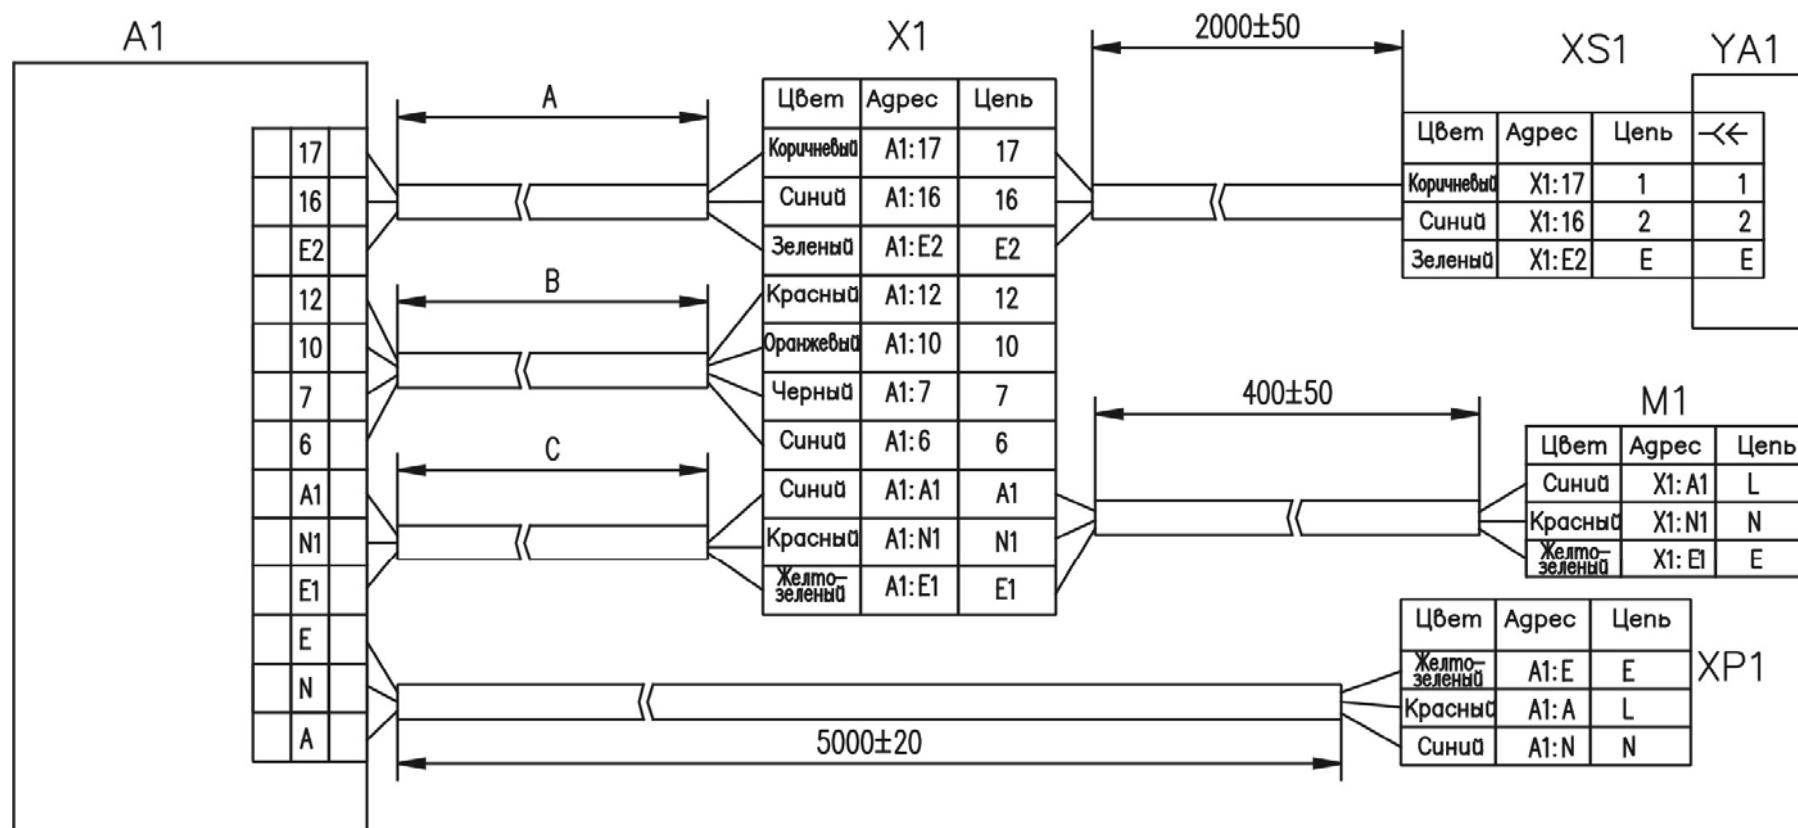 A1
X1
2000±50
XS1
YA1
A
Цвет Адрес Цепь
Цвет Адрес Цепь
17
Коричневый A1:17 17
Коричневый X1:17 1 1
16
Синий A1:16 16
Синий X1:16 2 2
E2
Зеленый A1:E2 E2
Зеленый X1:E2 E E
B
12
Красный A1:12 12
10
Оранжевый A1:10 10
7
Черный A1:7 7
400±50
M1
6
Синий A1:6 6
C
Цвет Адрес Цепь
A1
Синий A1:A1 A1
Синий X1:A1 L
N1
Красный A1:N1 N1
Красный X1:N1 N
E1
Желто-
зеленый A1:E1 E1
Желто-
зеленый X1:E1 E
E
Цвет Адрес Цепь
N
Желто-
зеленый A1:E E
XP1
A
Красный A1:A L
5000±20
Синий A1:N N